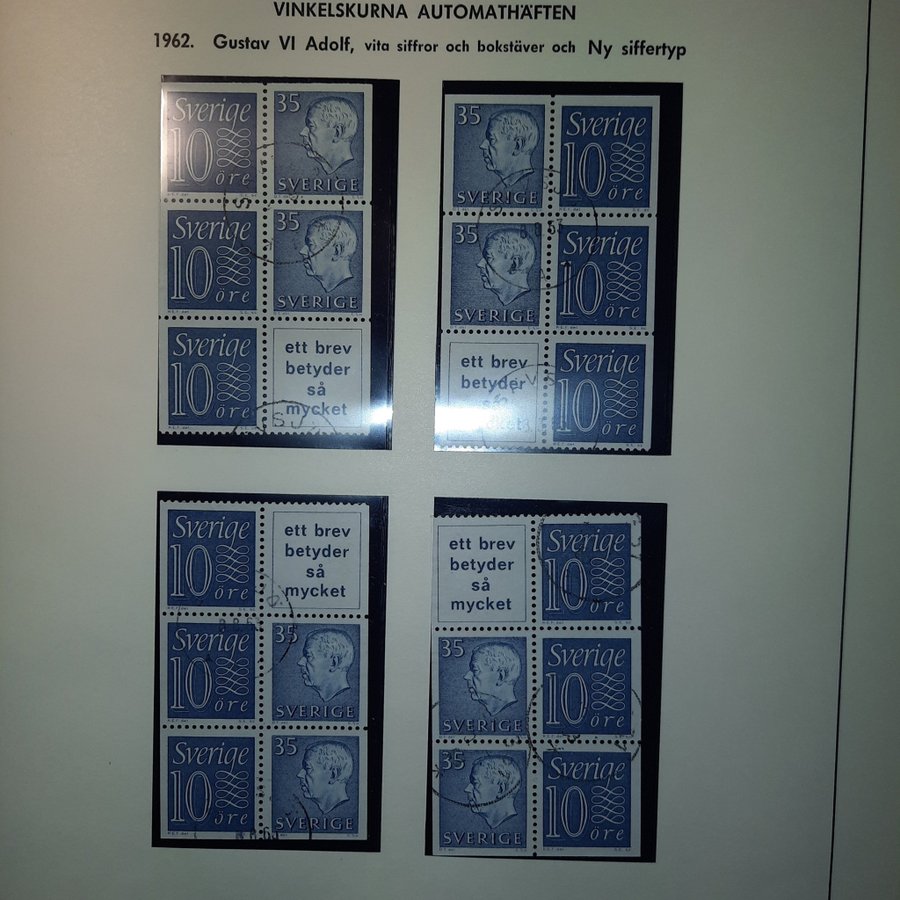 VINKELSKURNA AUTOMATHÄFTEN
1962. Gustav VI Adolf, vita siffror och bokstäver och Ny siffertyp
Sverige
10
öre
35
SVERIGE
Sverige
10
öre
35
SVERIGE
Sverige
10
öre
ett brev
betyder
så
mycket
35
SVERIGE
Sverige
10
öre
35
SVERIGE
Sverige
10
öre
ett brev
betyder
Sverige
10
öre
Sverige
10
öre
ett brev
betyder
så
mycket
Sverige
10
öre
35
SVERIGE
Sverige
10
öre
35
SVERIGE
ett brev
betyder
så
mycket
Sverige
10
öre
35
SVERIGE
Sverige
10
öre
35
SVERIGE
Sverige
10
öre